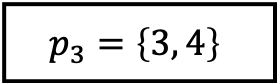 p₃ = {3, 4}